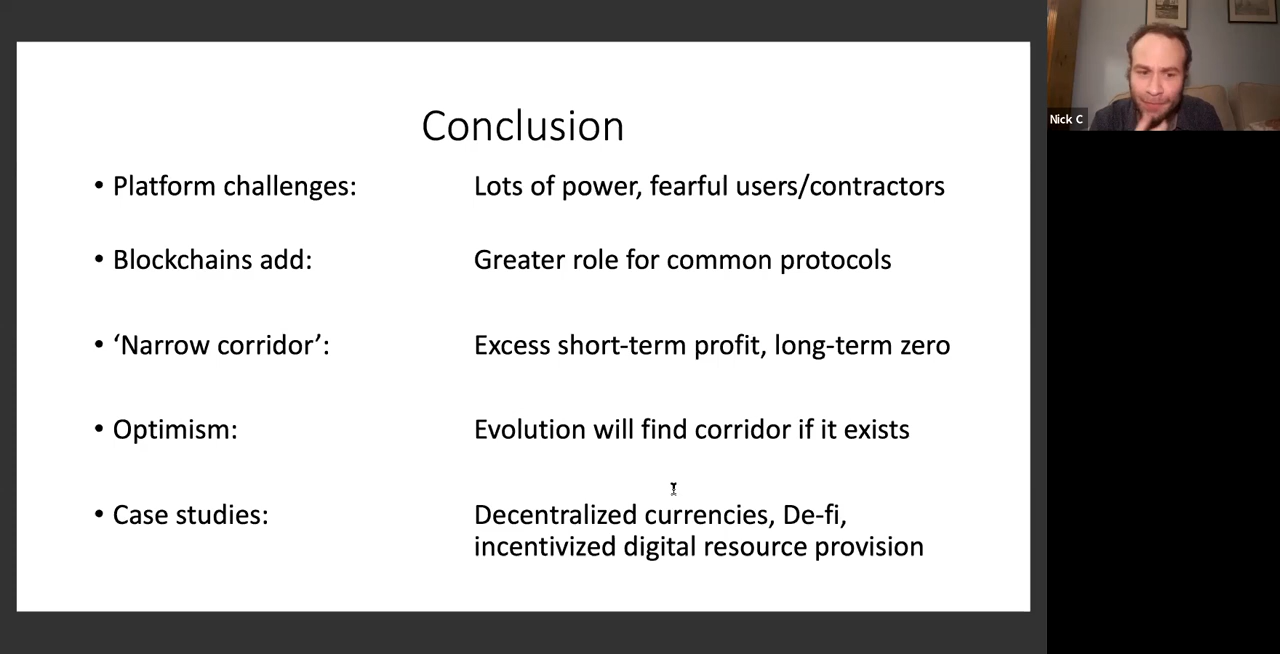 Conclusion
• Platform challenges: Lots of power, fearful users/contractors
• Blockchains add: Greater role for common protocols
• ‘Narrow corridor’: Excess short-term profit, long-term zero
• Optimism: Evolution will find corridor if it exists
• Case studies: Decentralized currencies, De-fi,
incentivized digital resource provision
Nick C